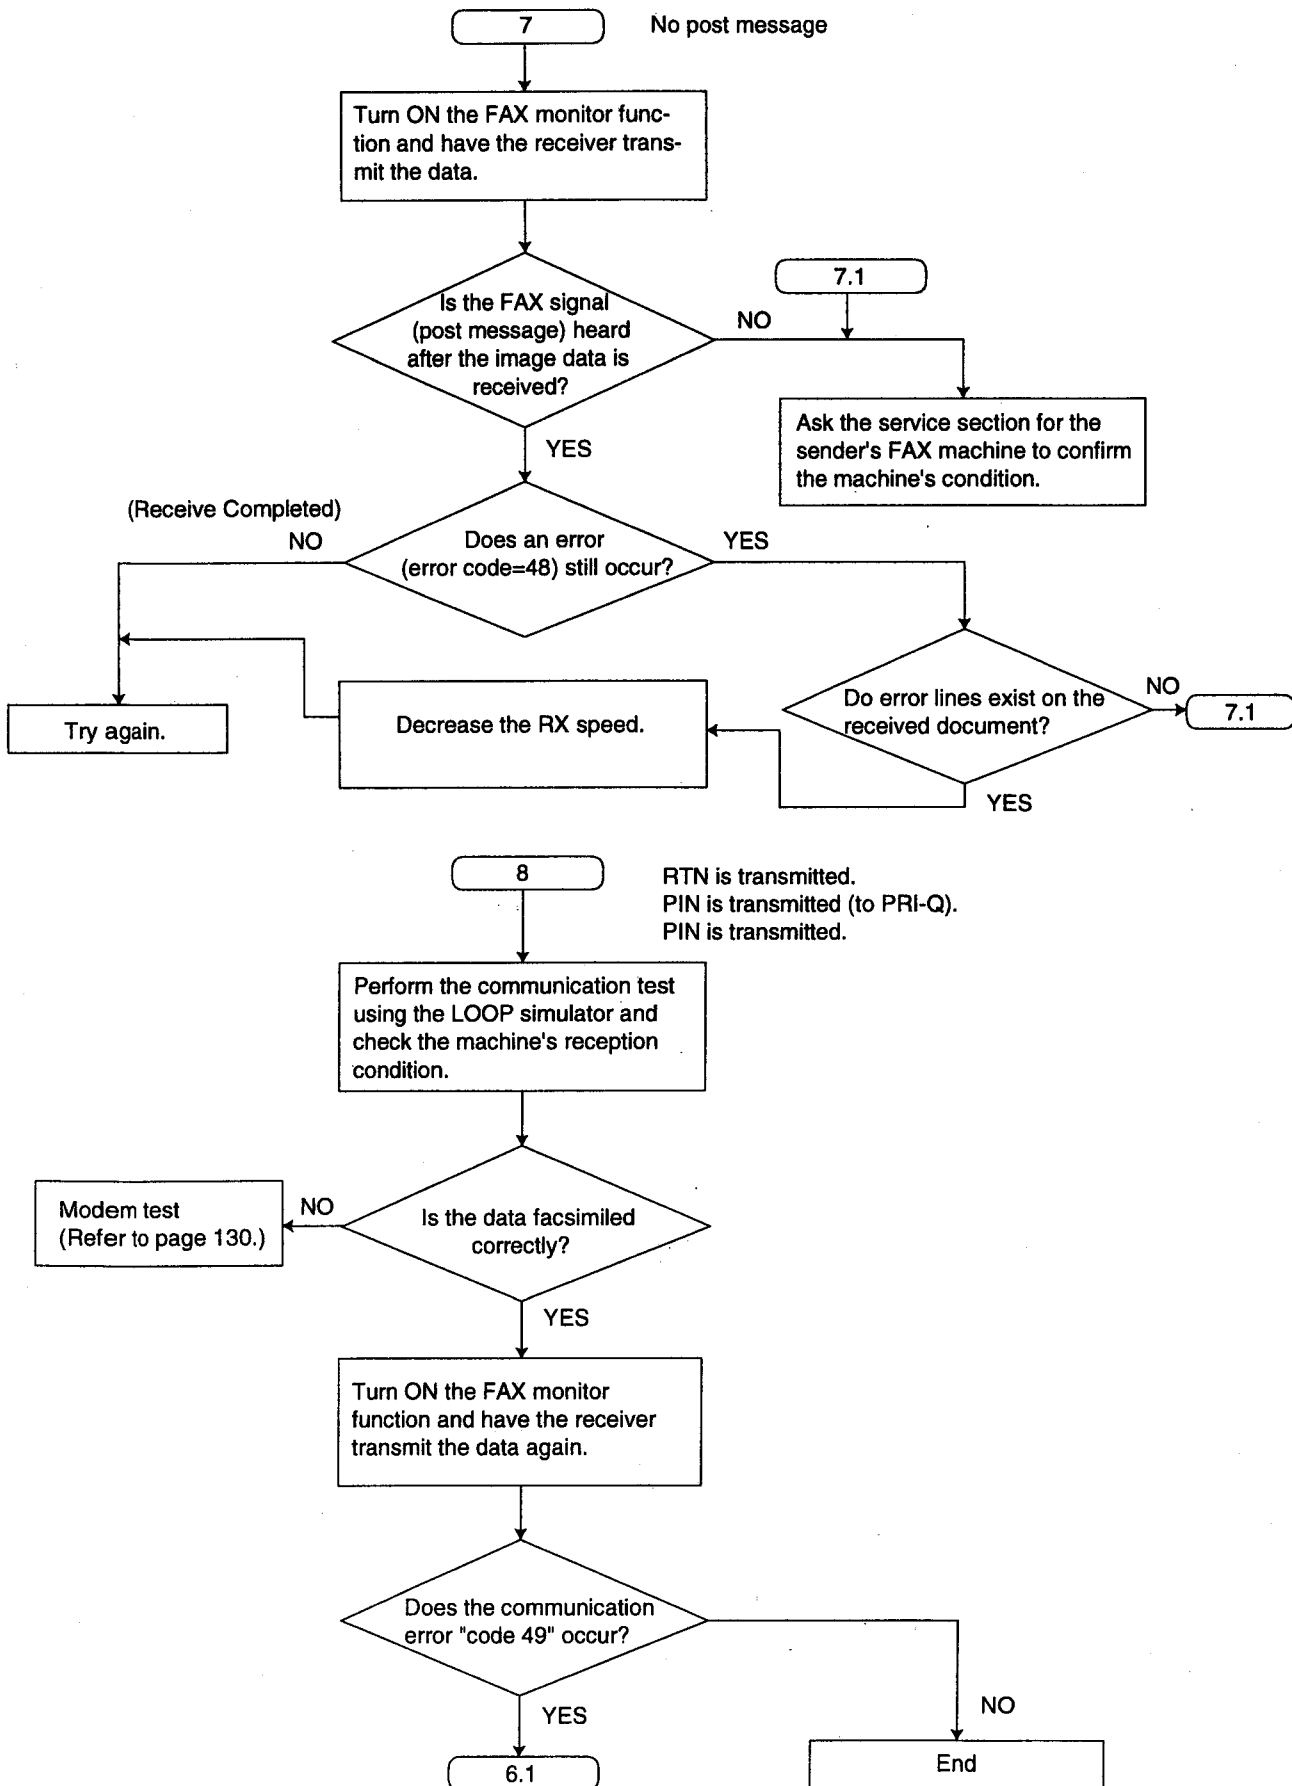 7
No post message
Turn ON the FAX monitor func-
tion and have the receiver trans-
mit the data.
7.1
Is the FAX signal
(post message) heard
after the image data is
received?
NO
Ask the service section for the
sender's FAX machine to confirm
the machine's condition.
YES
(Receive Completed)
NO
Does an error
(error code=48) still occur?
YES
Do error lines exist on the
received document?
NO
7.1
YES
Decrease the RX speed.
Try again.
8
RTN is transmitted.
PIN is transmitted (to PRI-Q).
PIN is transmitted.
Perform the communication test
using the LOOP simulator and
check the machine's reception
condition.
Modem test
(Refer to page 130.)
NO
Is the data facsimiled
correctly?
YES
Turn ON the FAX monitor
function and have the receiver
transmit the data again.
Does the communication
error "code 49" occur?
YES
NO
6.1
End